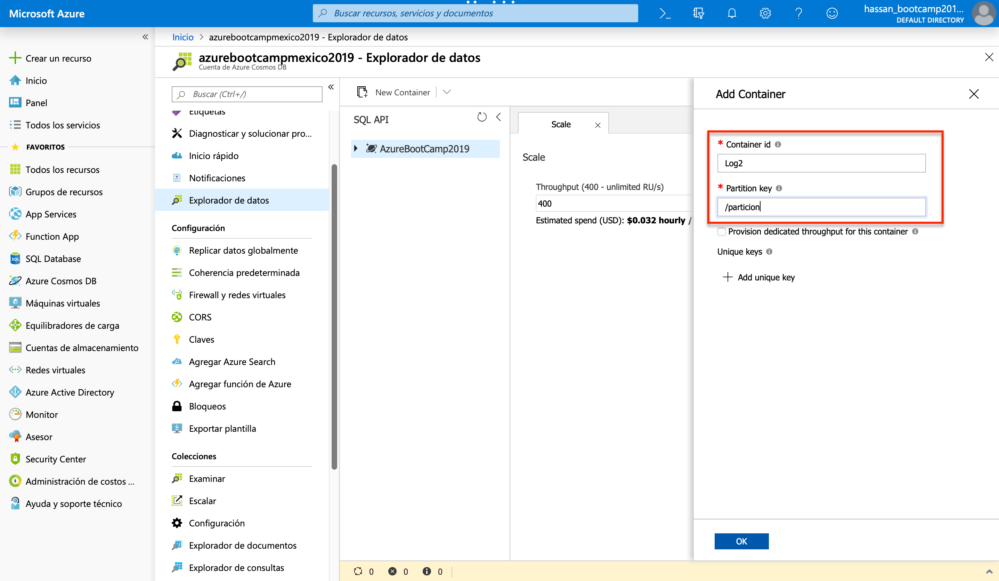 Microsoft Azure
Buscar recursos, servicios y documentos
hassan_bootcamp201...
DEFAULT DIRECTORY
Inicio > azurebootcampmexico2019 - Explorador de datos
azurebootcampmexico2019 - Explorador de datos
Cuenta de Azure Cosmos DB
Crear un recurso
Inicio
Panel
Todos los servicios
FAVORITOS
Todos los recursos
Grupos de recursos
App Services
Function App
SQL Database
Azure Cosmos DB
Máquinas virtuales
Equilibradores de carga
Cuentas de almacenamiento
Redes virtuales
Azure Active Directory
Monitor
Asesor
Security Center
Administración de costos ...
Ayuda y soporte técnico
Buscar (Ctrl+/)
Etiquetas
Diagnosticar y solucionar pro...
Inicio rápido
Notificaciones
Explorador de datos
Configuración
Replicar datos globalmente
Coherencia predeterminada
Firewall y redes virtuales
CORS
Claves
Agregar Azure Search
Agregar función de Azure
Bloqueos
Exportar plantilla
Colecciones
Examinar
Escalar
Configuración
Explorador de documentos
Explorador de consultas
New Container
SQL API
AzureBootCamp2019
Scale
Scale
Throughput (400 - unlimited RU/s)
400
Estimated spend (USD): $0.032 hourly /
Add Container
* Container id
Log2
* Partition key
/particion
Provision dedicated throughput for this container
Unique keys
Add unique key
OK
0 0 0